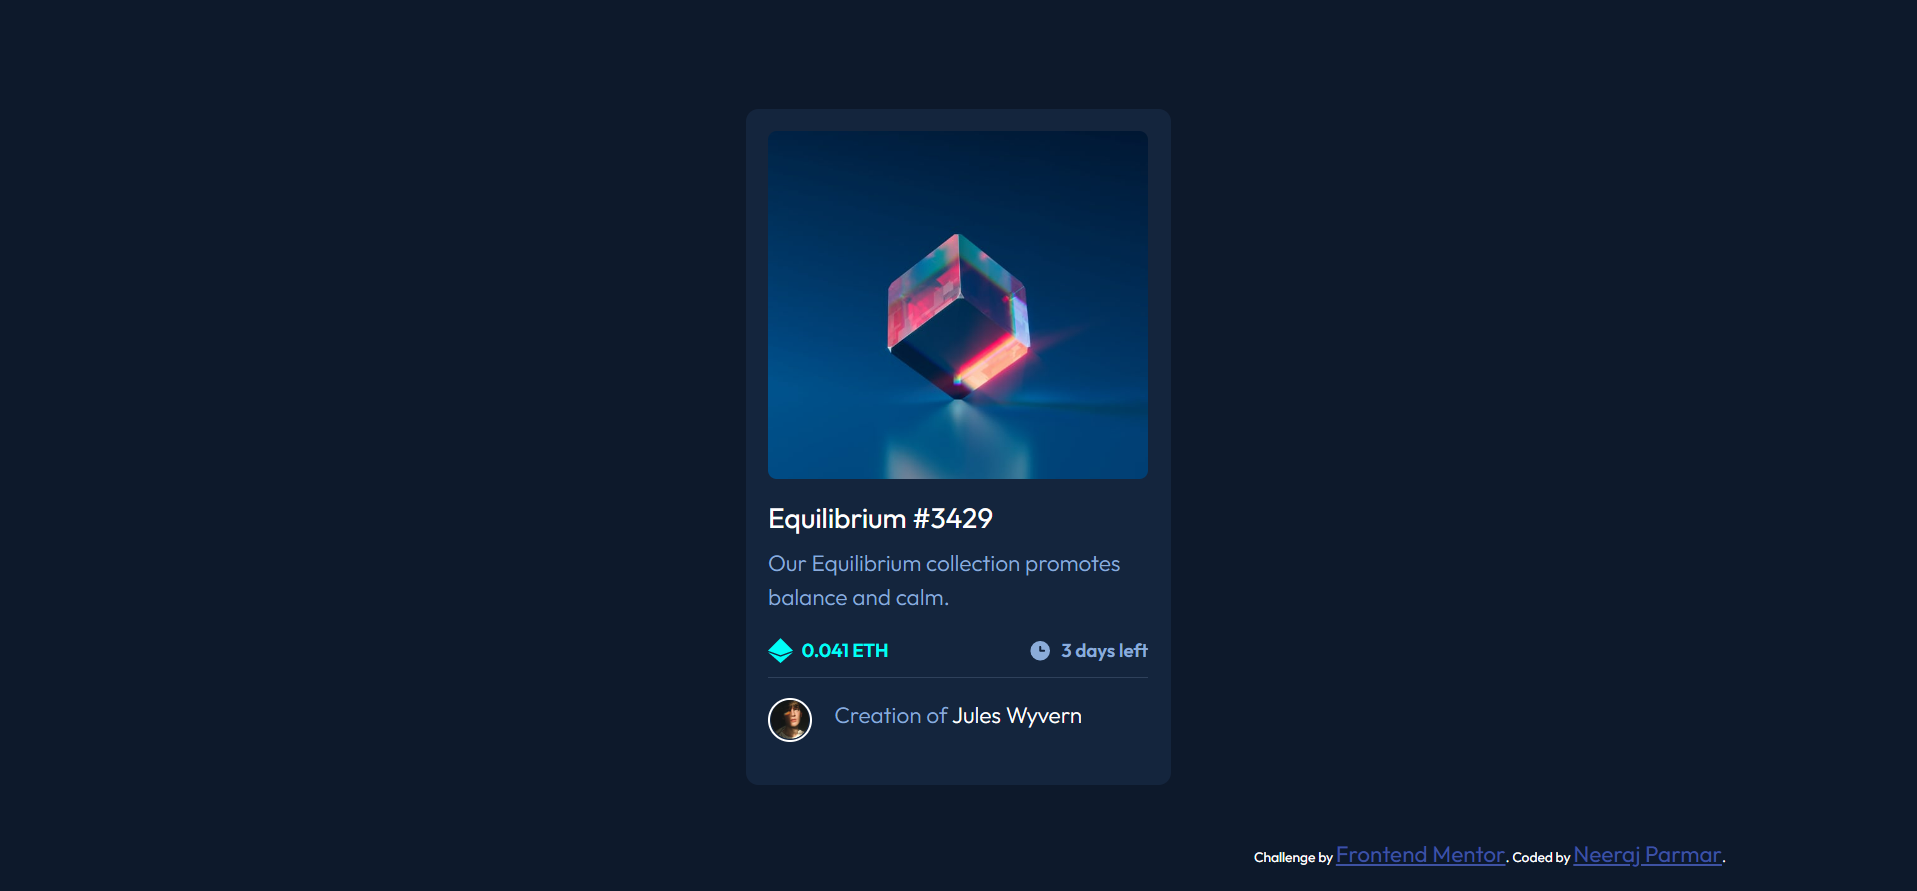 Equilibrium #3429
Our Equilibrium collection promotes
balance and calm.
0.041 ETH
3 days left
Creation of Jules Wyvern
Challenge by Frontend Mentor. Coded by Neeraj Parmar.